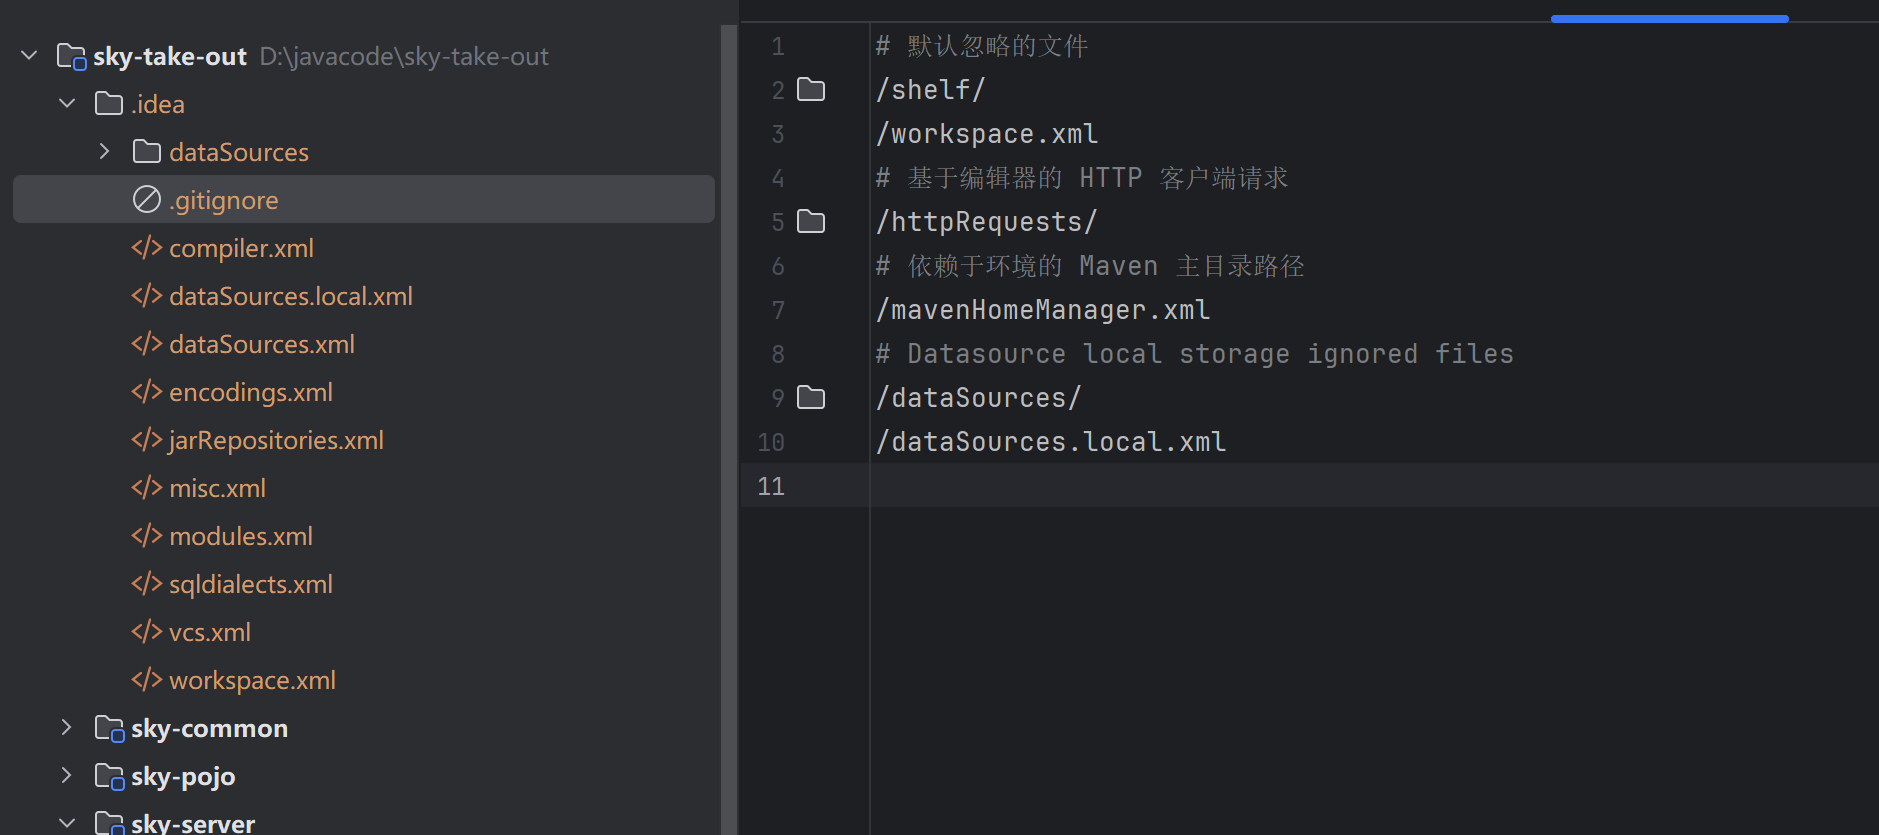 sky-take-out D:\javacode\sky-take-out
.idea
dataSources
.gitignore
compiler.xml
dataSources.local.xml
dataSources.xml
encodings.xml
jarRepositories.xml
misc.xml
modules.xml
sqldialects.xml
vcs.xml
workspace.xml
sky-common
sky-pojo
sky-server
1 # 默认忽略的文件
2 /shelf/
3 /workspace.xml
4 # 基于编辑器的 HTTP 客户端请求
5 /httpRequests/
6 # 依赖于环境的 Maven 主目录路径
7 /mavenHomeManager.xml
8 # Datasource local storage ignored files
9 /dataSources/
10 /dataSources.local.xml
11